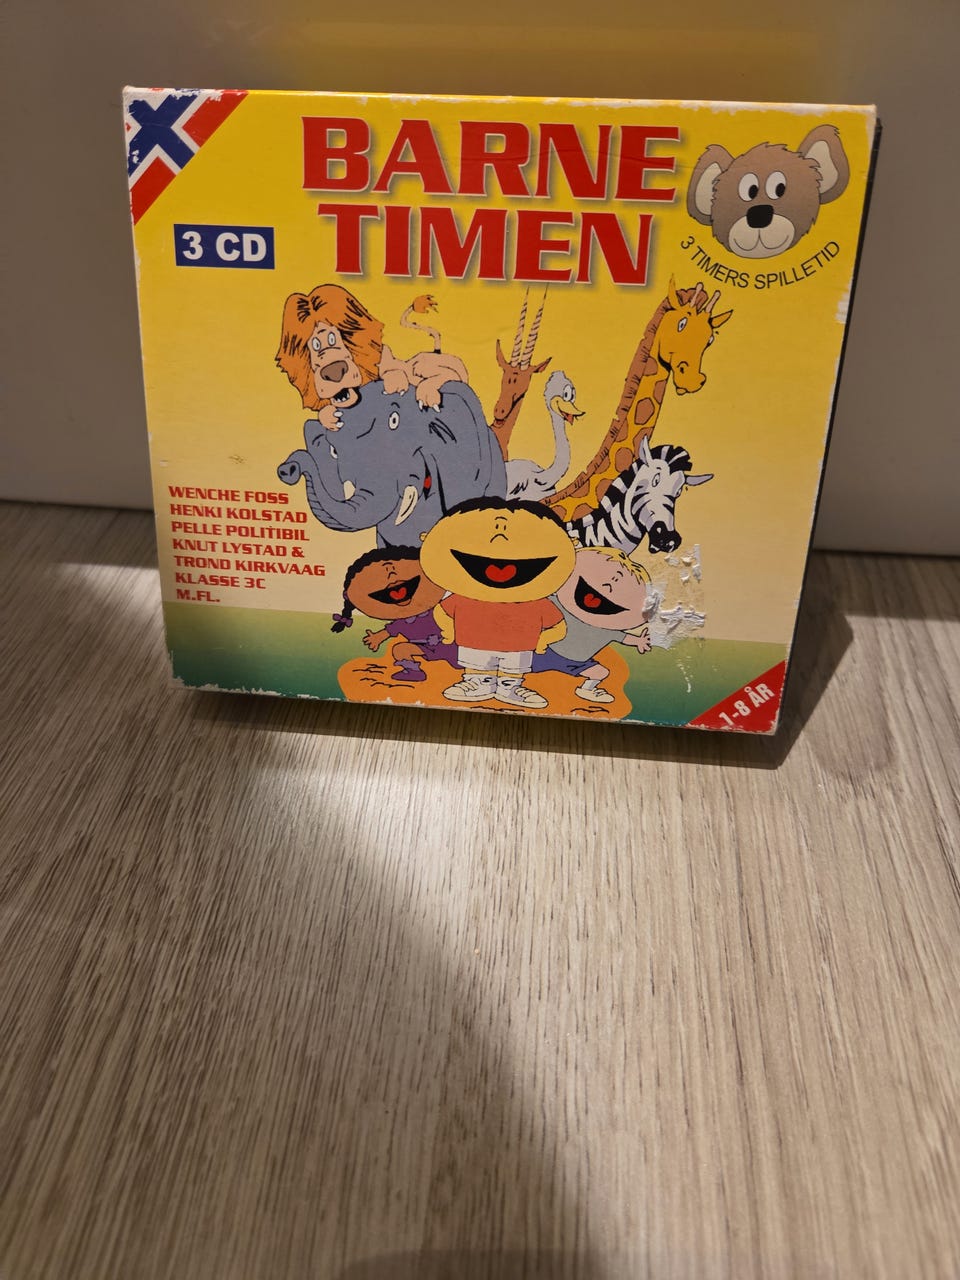 BARNE
TIMEN
3 CD
3 TIMERS SPILLETID
WENCHE FOSS
HENKI KOLSTAD
PELLE POLITIBIL
KNUT LYSTAD &
TROND KIRKVAAG
KLASSE 3C
M.FL.
1-8 ÅR